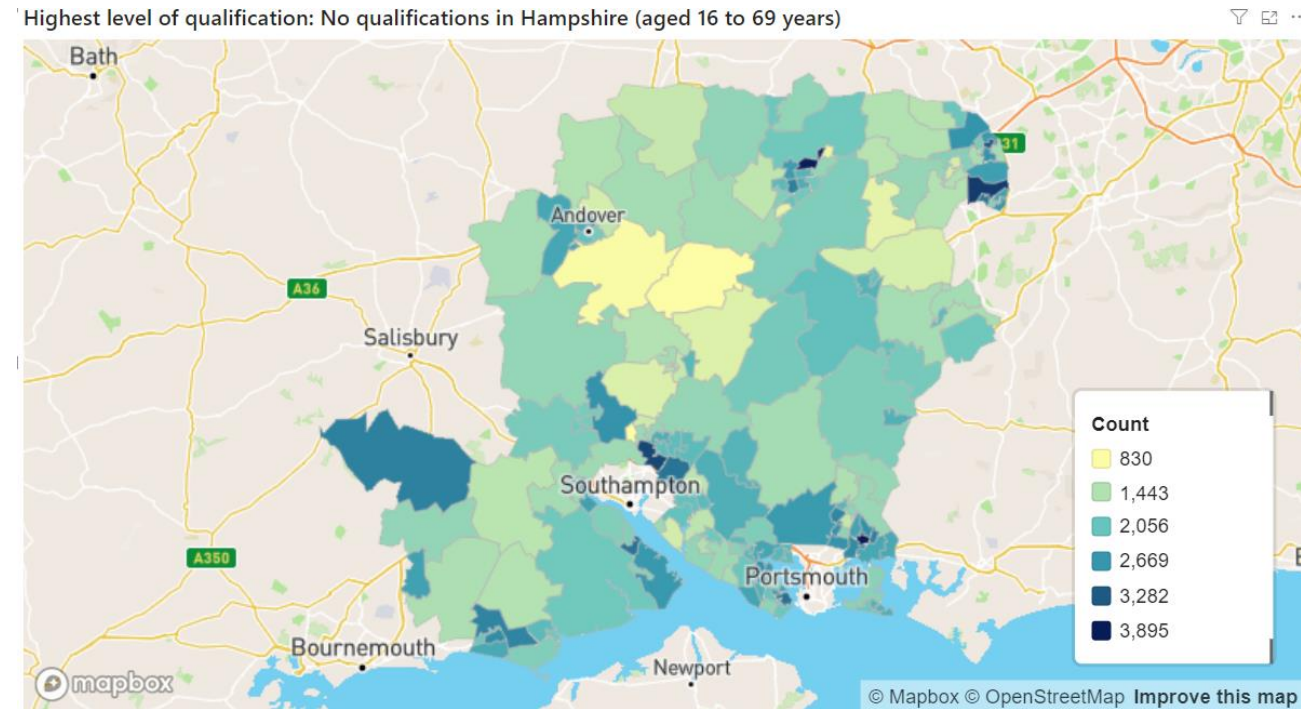 Highest level of qualification: No qualifications in Hampshire (aged 16 to 69 years)
Bath
31
Andover
A36
Salisbury
Southampton
A350
Portsmouth
Bournemouth
Newport
Count
830
1,443
2,056
2,669
3,282
3,895
mapbox
© Mapbox © OpenStreetMap Improve this map